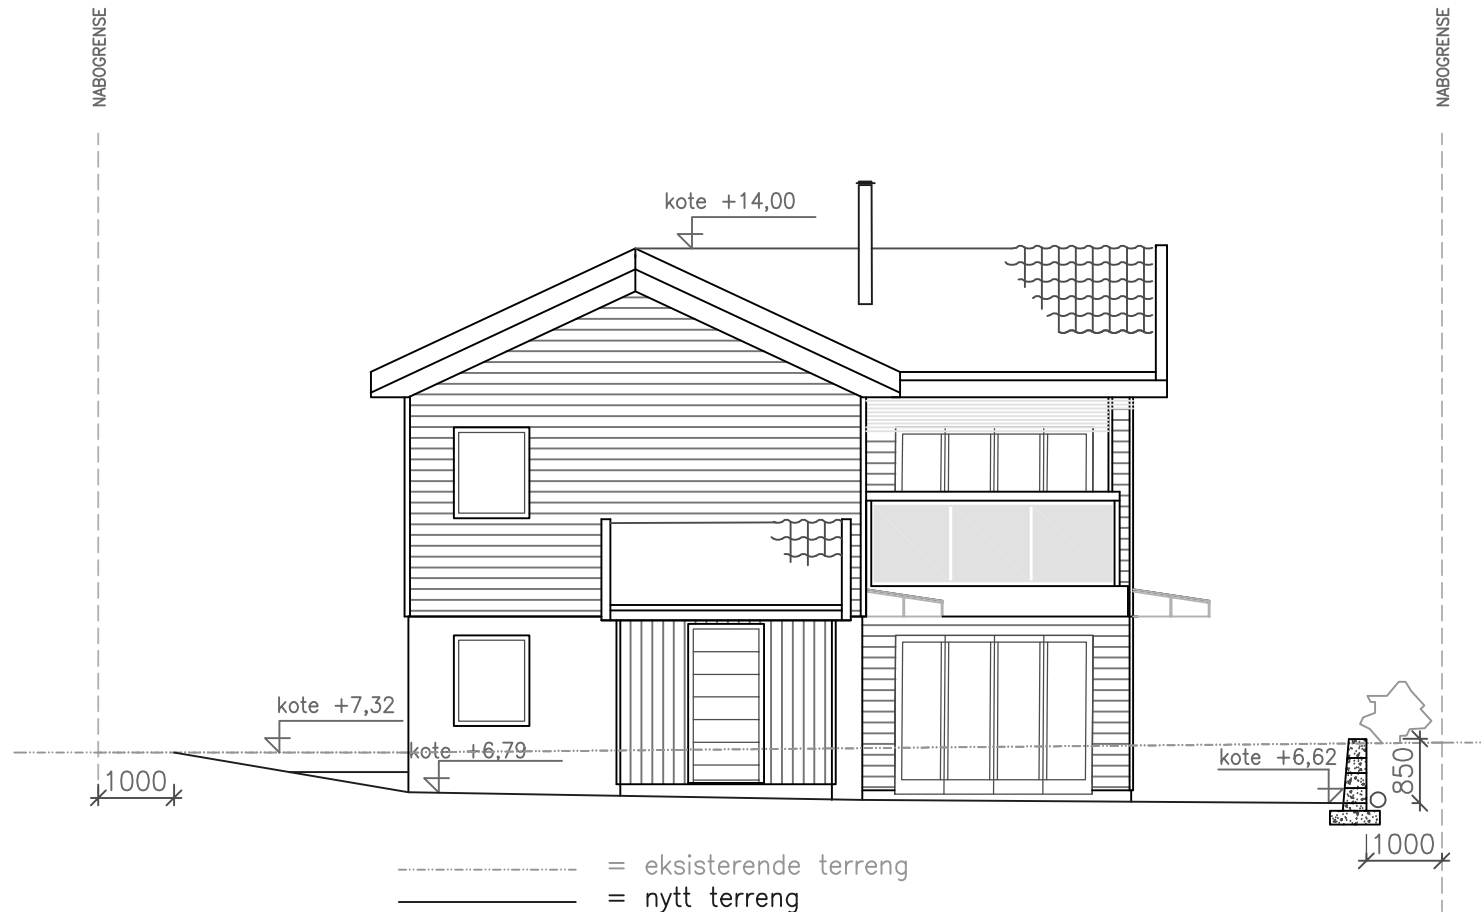 NABOGRENSE
NABOGRENSE
kote +14,00
kote +7,32
kote +6,79
kote +6,62
850
1000
1000
= eksisterende terreng
= nytt terreng